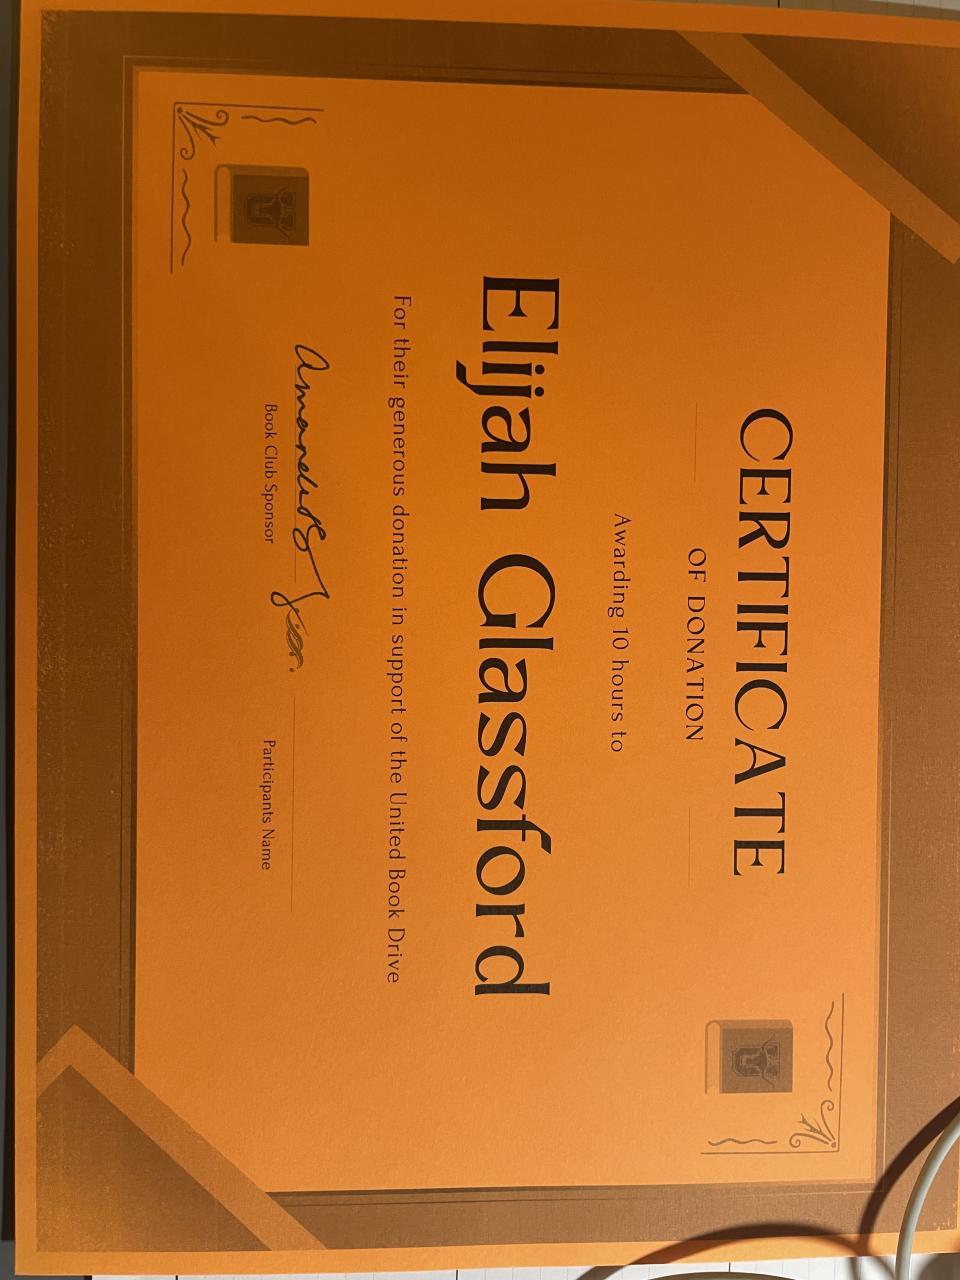 CERTIFICATE
OF DONATION
Awarding 10 hours to
Elijah Glassford
For their generous donation in support of the United Book Drive
Book Club Sponsor
Participants Name